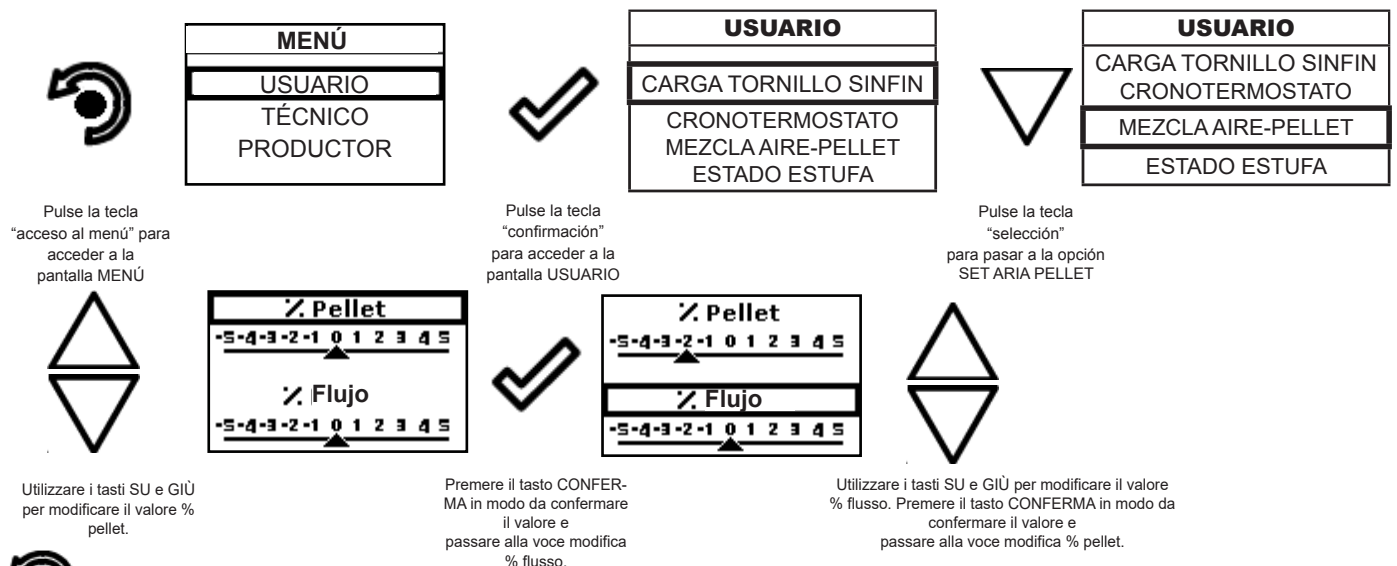 MENÚ
USUARIO
TÉCNICO
PRODUCTOR
USUARIO
CARGA TORNILLO SINFIN
CRONOTERMOSTATO
MEZCLA AIRE-PELLET
ESTADO ESTUFA
USUARIO
CARGA TORNILLO SINFIN
CRONOTERMOSTATO
MEZCLA AIRE-PELLET
ESTADO ESTUFA
Pulse la tecla
“acceso al menú” para
acceder a la
pantalla MENÚ
Pulse la tecla
“confirmación”
para acceder a la
pantalla USUARIO
Pulse la tecla
“selección”
para pasar a la opción
SET ARIA PELLET
% Pellet
-5-4-3-2-1 0 1 2 3 4 5
% Flujo
-5-4-3-2-1 0 1 2 3 4 5
% Pellet
-5-4-3-2-1 0 1 2 3 4 5
% Flujo
-5-4-3-2-1 0 1 2 3 4 5
Utilizzare i tasti SU e GIÙ
per modificare il valore %
pellet.
Premere il tasto CONFER-
MA in modo da confermare
il valore e
passare alla voce modifica
% flusso.
Utilizzare i tasti SU e GIÙ per modificare il valore
% flusso. Premere il tasto CONFERMA in modo da
confermare il valore e
passare alla voce modifica % pellet.